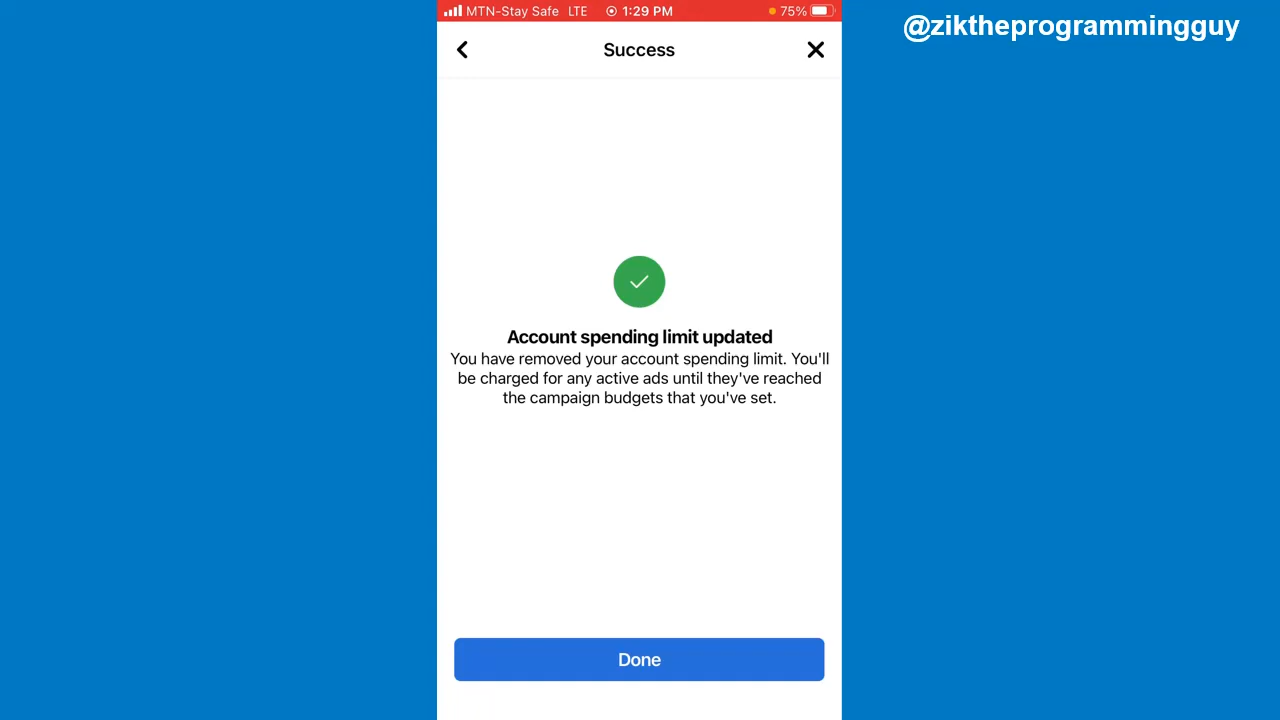 MTN-Stay Safe LTE 1:29 PM 75%
@ziktheprogrammingguy
Success
Account spending limit updated
You have removed your account spending limit. You'll
be charged for any active ads until they've reached
the campaign budgets that you've set.
Done